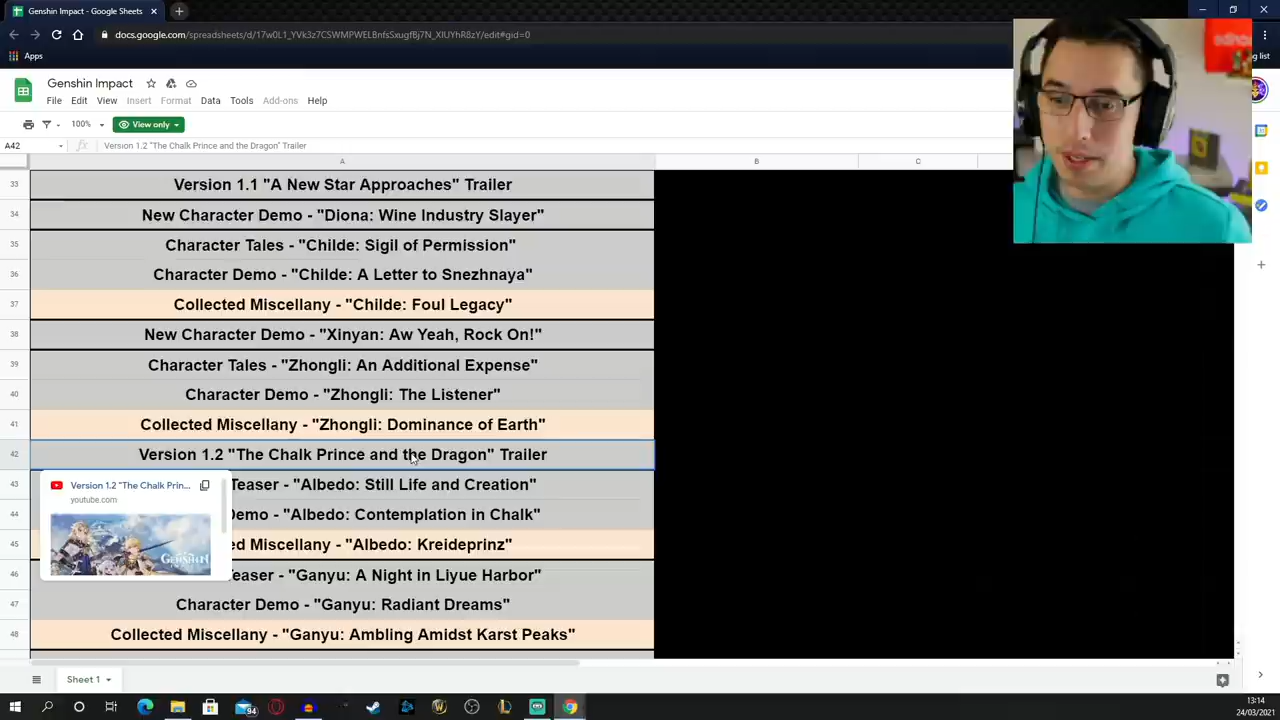 Genshin Impact - Google Sheets
docs.google.com/spreadsheets/d/17w0L1_YVk3z7CSWMPWELBnfsSxugfBj7N_XIUYhR8zY/edit#gid=0
Apps
Genshin Impact
File Edit View Insert Format Data Tools Add-ons Help
100% View only
A42 fx Version 1.2 "The Chalk Prince and the Dragon" Trailer
A B C
33 Version 1.1 "A New Star Approaches" Trailer
34 New Character Demo - "Diona: Wine Industry Slayer"
35 Character Tales - "Childe: Sigil of Permission"
36 Character Demo - "Childe: A Letter to Snezhnaya"
37 Collected Miscellany - "Childe: Foul Legacy"
38 New Character Demo - "Xinyan: Aw Yeah, Rock On!"
39 Character Tales - "Zhongli: An Additional Expense"
40 Character Demo - "Zhongli: The Listener"
41 Collected Miscellany - "Zhongli: Dominance of Earth"
42 Version 1.2 "The Chalk Prince and the Dragon" Trailer
43 Teaser - "Albedo: Still Life and Creation"
Version 1.2 "The Chalk Prin...
youtube.com
GENSHIN
44 Demo - "Albedo: Contemplation in Chalk"
45 ed Miscellany - "Albedo: Kreideprinz"
46 Teaser - "Ganyu: A Night in Liyue Harbor"
47 Character Demo - "Ganyu: Radiant Dreams"
48 Collected Miscellany - "Ganyu: Ambling Amidst Karst Peaks"
Sheet 1
94
13:14
24/03/2021